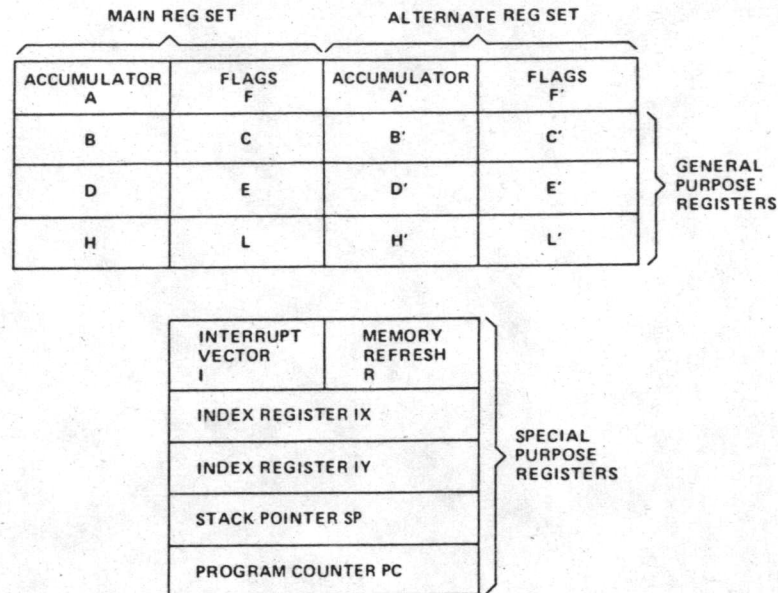 MAIN REG SET
ALTERNATE REG SET
ACCUMULATOR
A
FLAGS
F
ACCUMULATOR
A'
FLAGS
F'
B
C
B'
C'
D
E
D'
E'
H
L
H'
L'
GENERAL
PURPOSE
REGISTERS
INTERRUPT
VECTOR
I
MEMORY
REFRESH
R
INDEX REGISTER IX
INDEX REGISTER IY
STACK POINTER SP
PROGRAM COUNTER PC
SPECIAL
PURPOSE
REGISTERS